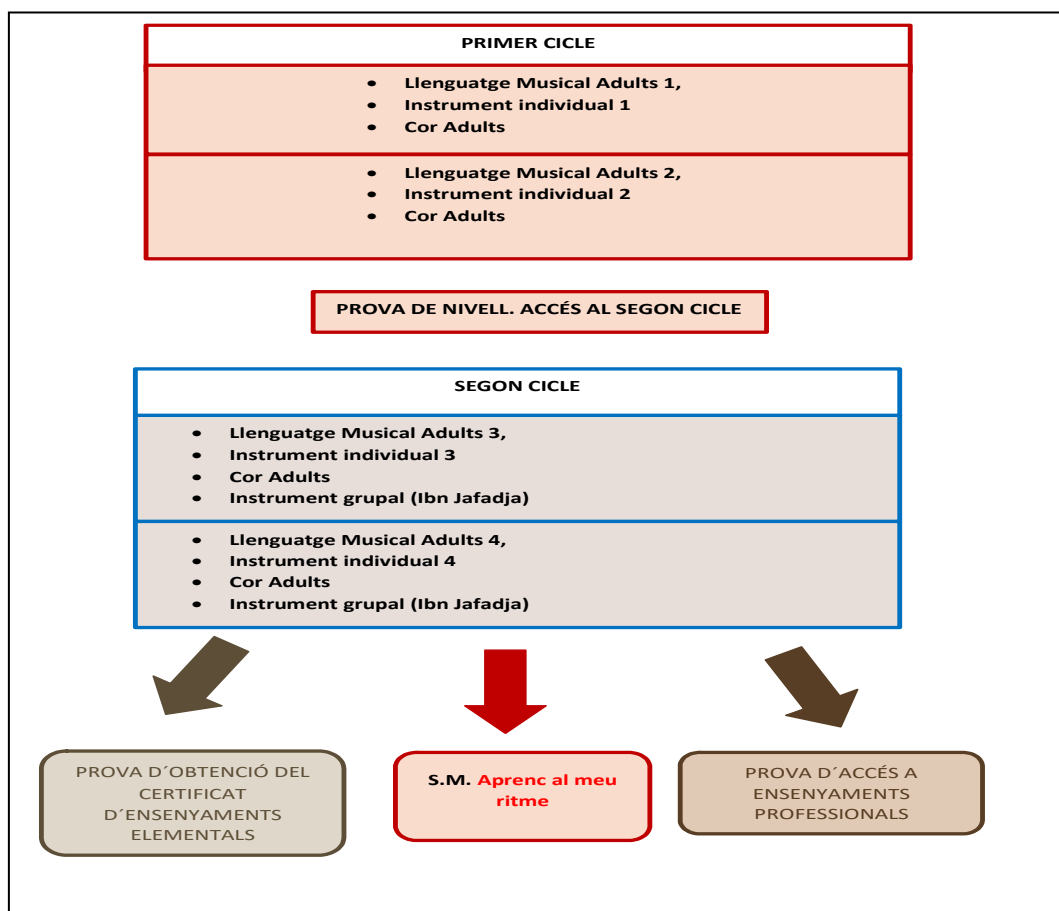 PRIMER CICLE
• Llenguatge Musical Adults 1,
• Instrument individual 1
• Cor Adults
• Llenguatge Musical Adults 2,
• Instrument individual 2
• Cor Adults
PROVA DE NIVELL. ACCÉS AL SEGON CICLE
SEGON CICLE
• Llenguatge Musical Adults 3,
• Instrument individual 3
• Cor Adults
• Instrument grupal (Ibn Jafadja)
• Llenguatge Musical Adults 4,
• Instrument individual 4
• Cor Adults
• Instrument grupal (Ibn Jafadja)
PROVA D´OBTENCIÓ DEL
CERTIFICAT
D´ENSENYAMENTS
ELEMENTALS
S.M. Aprenc al meu
ritme
PROVA D´ACCÉS A
ENSENYAMENTS
PROFESSIONALS